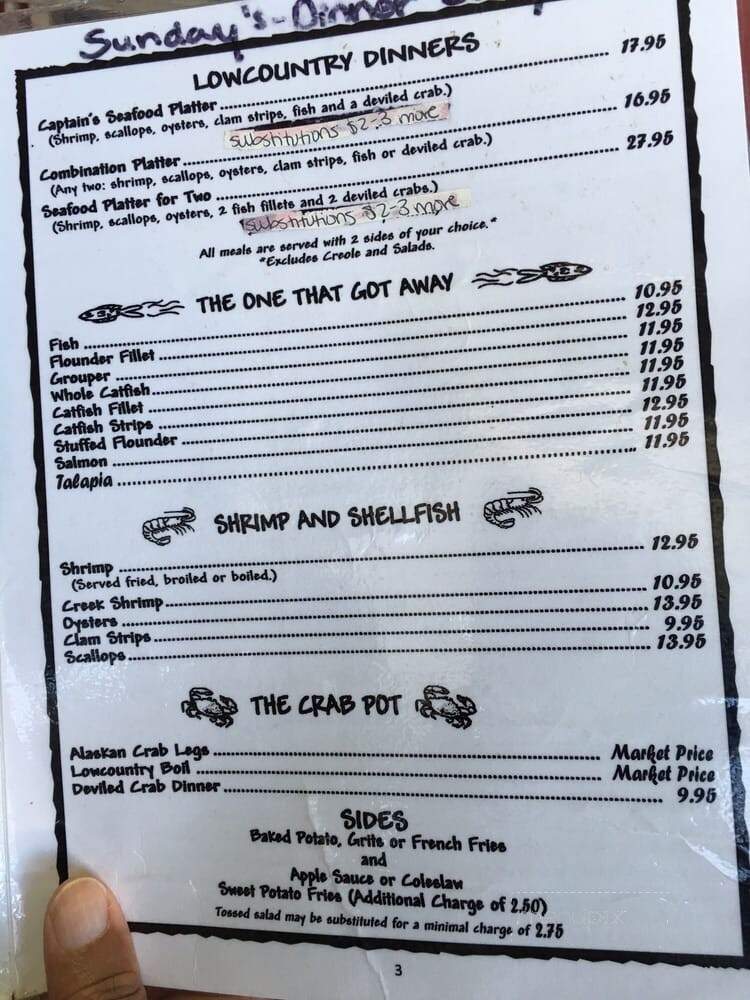 Sunday's - Dinner
LOWCOUNTRY DINNERS
Captain's Seafood Platter 17.95
(Shrimp, scallops, oysters, clam strips, fish and a deviled crab.)
substitutions $2-3 more
Combination Platter 16.95
(Any two: shrimp, scallops, oysters, clam strips, fish or deviled crab.)
Seafood Platter for Two 27.95
(Shrimp, scallops, oysters, 2 fish fillets and 2 deviled crabs.)
substitutions $2-3 more
All meals are served with 2 sides of your choice.*
*Excludes Creole and Salads.
THE ONE THAT GOT AWAY
Fish 10.95
Flounder Fillet 12.95
Grouper 11.95
Whole Catfish 11.95
Catfish Fillet 11.95
Catfish Strips 11.95
Stuffed Flounder 12.95
Salmon 11.95
Talapia 11.95
SHRIMP AND SHELLFISH
Shrimp 12.95
(Served fried, broiled or boiled.)
Creek Shrimp 10.95
Oysters 13.95
Clam Strips 9.95
Scallops 13.95
THE CRAB POT
Alaskan Crab Legs Market Price
Lowcountry Boil Market Price
Deviled Crab Dinner 9.95
SIDES
Baked Potato, Grits or French Fries
and
Apple Sauce or Coleslaw
Sweet Potato Fries (Additional Charge of 2.50)
Tossed salad may be substituted for a minimal charge of 2.75
3